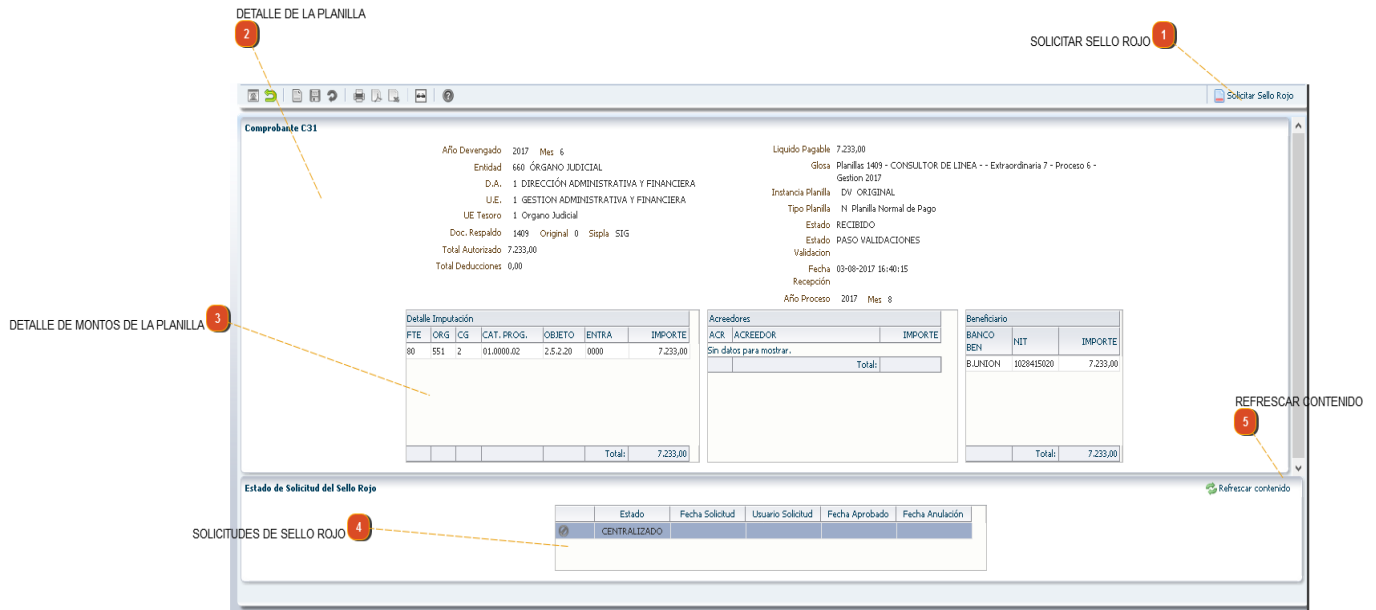 DETALLE DE LA PLANILLA
2
SOLICITAR SELLO ROJO 1
Solicitar Sello Rojo
Comprobante C31
Año Devengado 2017 Mes 6
Entidad 660 ÓRGANO JUDICIAL
D.A. 1 DIRECCIÓN ADMINISTRATIVA Y FINANCIERA
U.E. 1 GESTION ADMINISTRATIVA Y FINANCIERA
UE Tesoro 1 Organo Judicial
Doc. Respaldo 1409 Original 0 Sispla SIG
Total Autorizado 7.233,00
Total Deducciones 0,00
Liquido Pagable 7.233,00
Glosa Planillas 1409 - CONSULTOR DE LINEA - - Extraordinaria 7 - Proceso 6 -
Gestion 2017
Instancia Planilla DV ORIGINAL
Tipo Planilla N Planilla Normal de Pago
Estado RECIBIDO
Estado PASO VALIDACIONES
Validacion
Fecha 03-08-2017 16:40:15
Recepción
Año Proceso 2017 Mes 8
DETALLE DE MONTOS DE LA PLANILLA 3
Detalle Imputación
FTE ORG CG CAT. PROG. OBJETO ENTRA IMPORTE
80 551 2 01.0000.02 2.5.2.20 0000 7.233,00
Total: 7.233,00
Acreedores
ACR ACREEDOR IMPORTE
Sin datos para mostrar.
Total:
Beneficiario
BANCO BEN NIT IMPORTE
B.UNION 1028415020 7.233,00
Total: 7.233,00
REFRESCAR CONTENIDO
5
Estado de Solicitud del Sello Rojo
Refrescar contenido
SOLICITUDES DE SELLO ROJO 4
Estado Fecha Solicitud Usuario Solicitud Fecha Aprobado Fecha Anulación
CENTRALIZADO